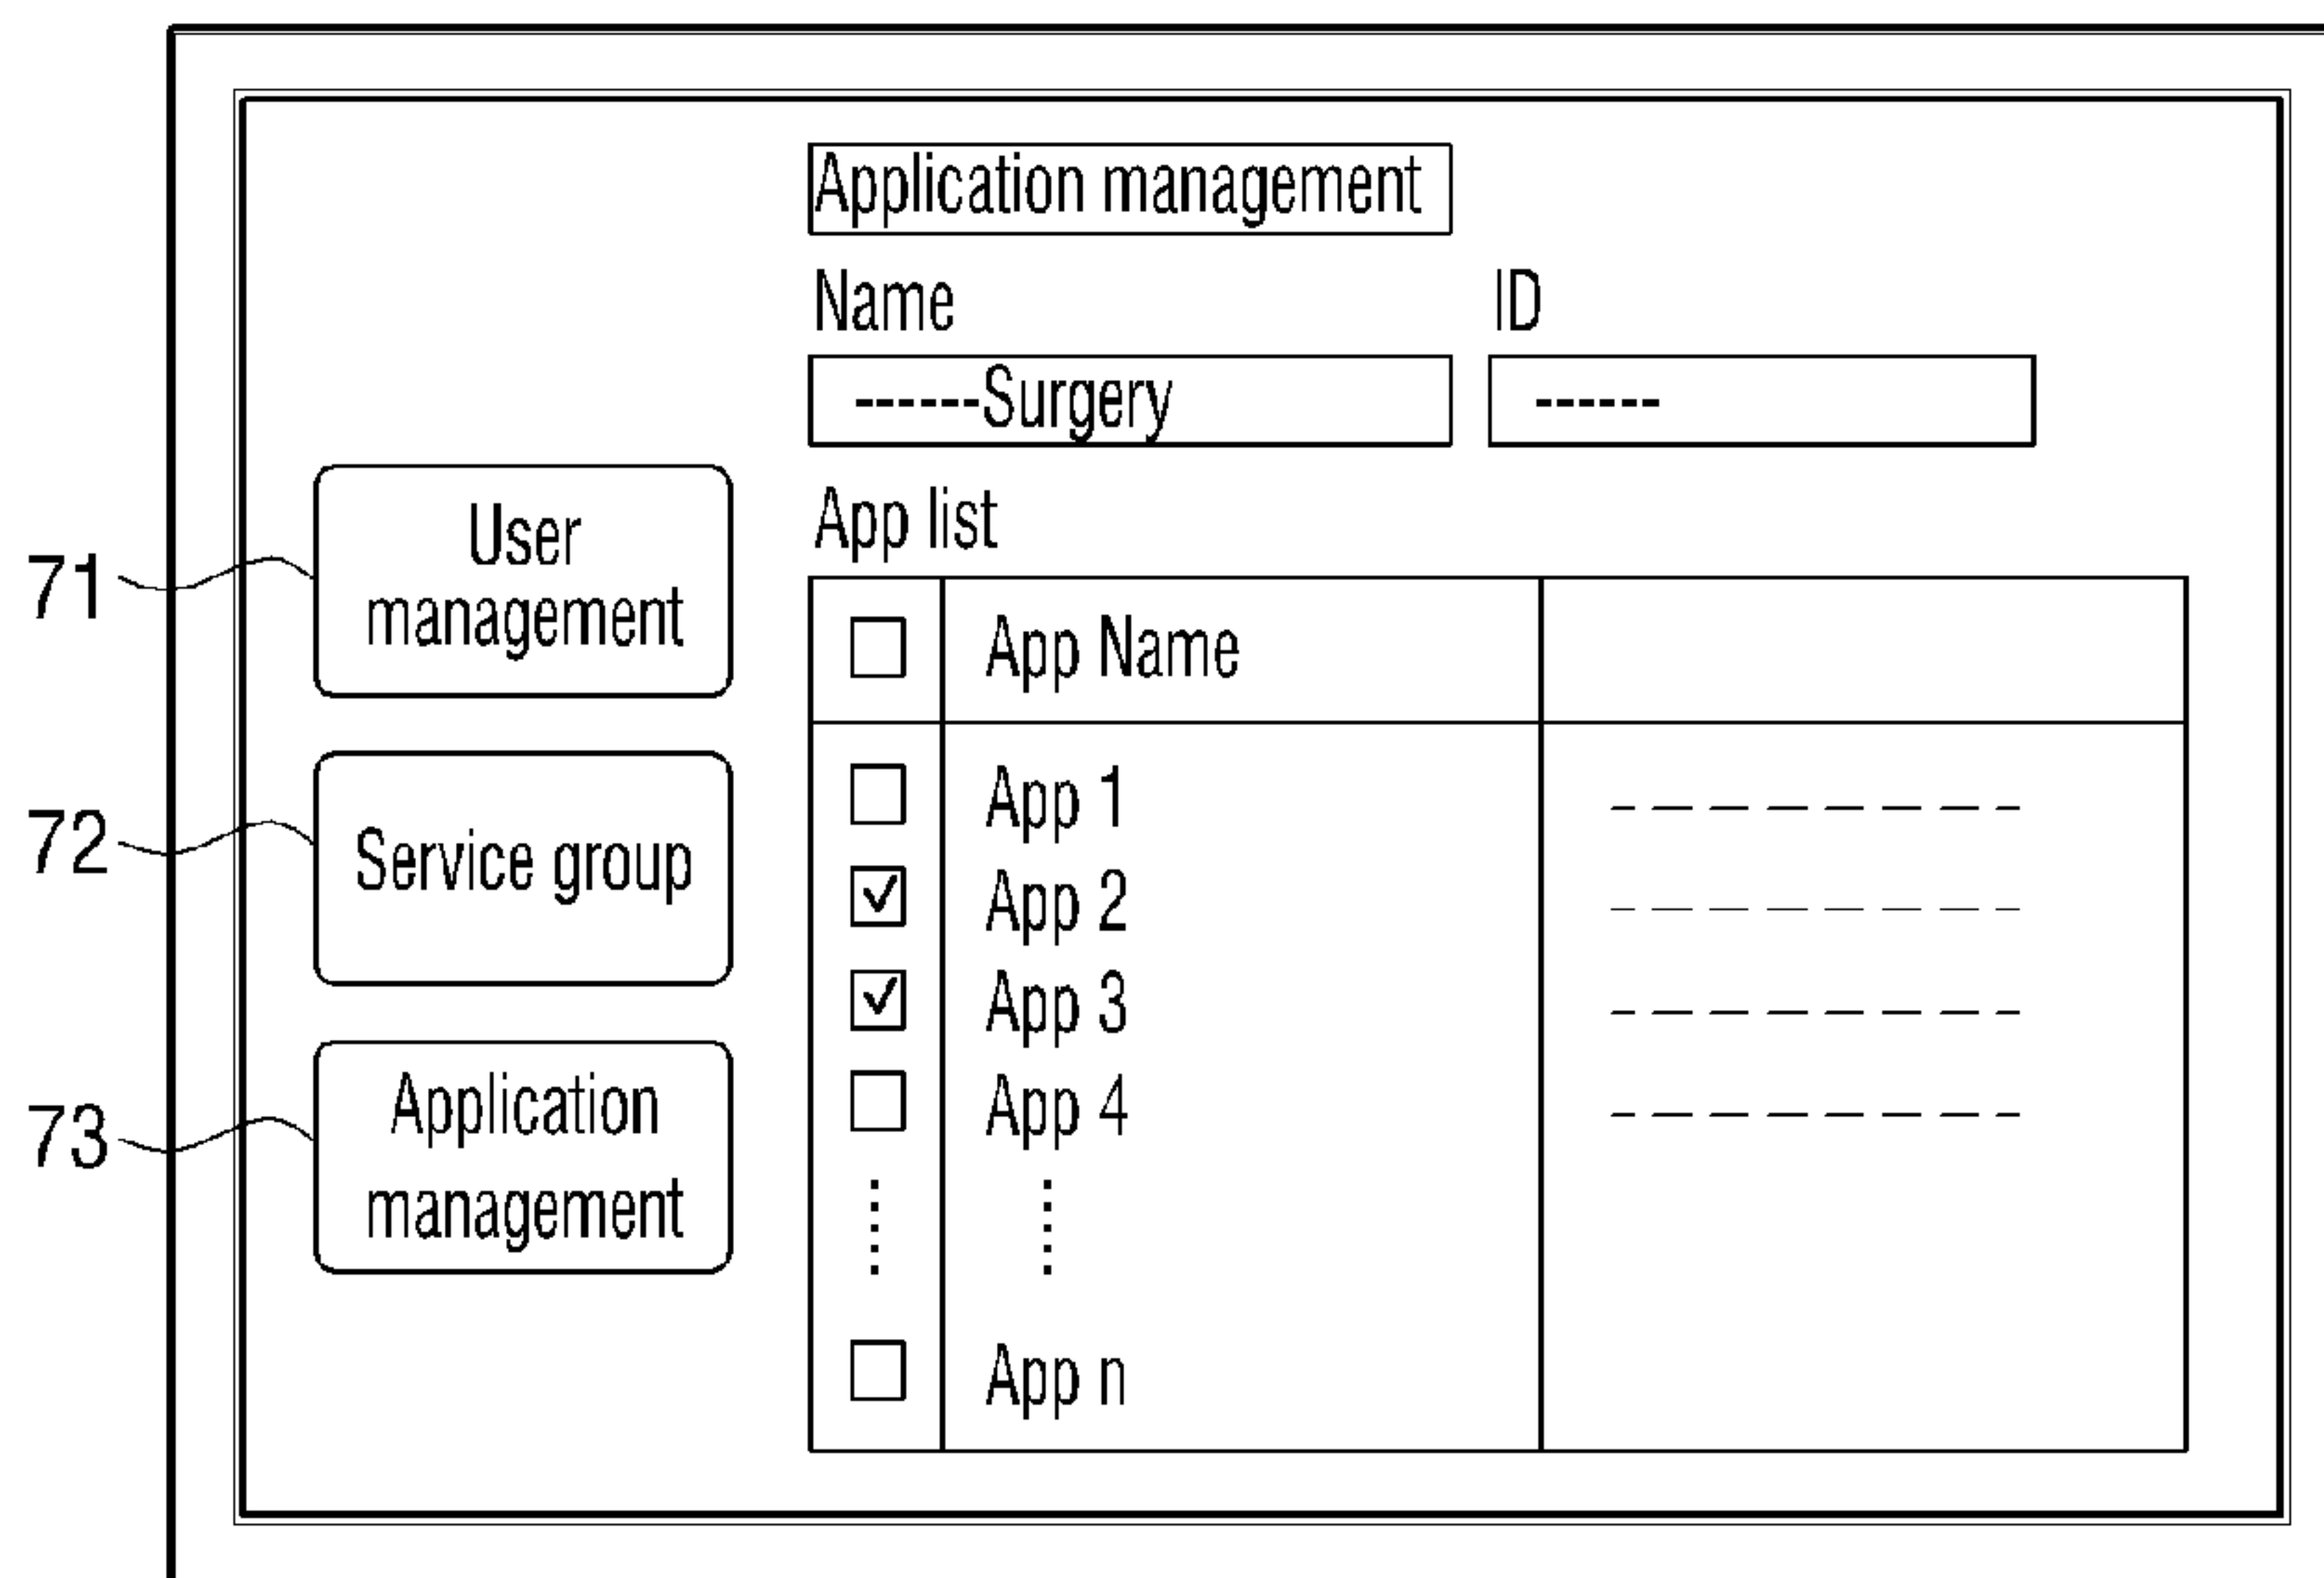 Application management
Name ID
------Surgery ------
App list
71 User
management
72 Service group
73 Application
management
App Name
App 1 ― ― ― ― ― ― ― ―
App 2 ― ― ― ― ― ― ― ―
App 3 ― ― ― ― ― ― ― ―
App 4 ― ― ― ― ― ― ― ―
App n